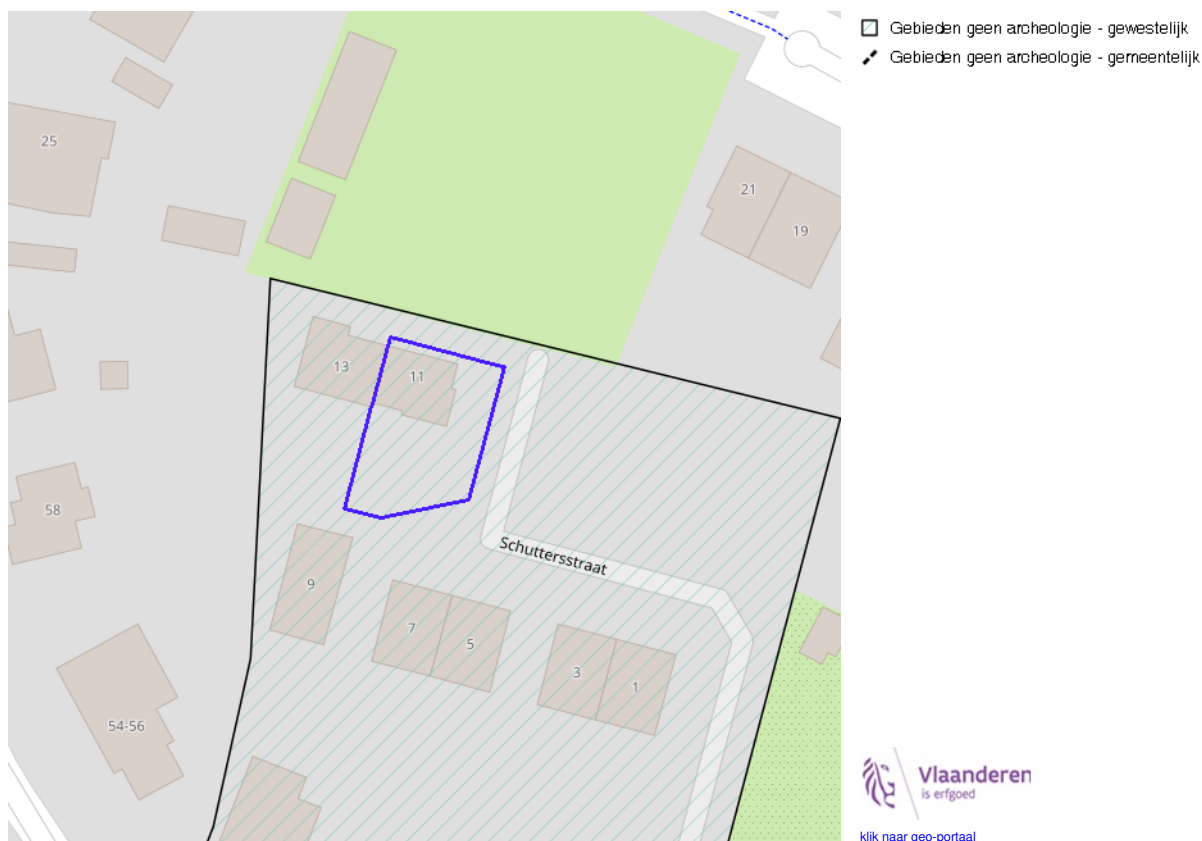 Gebieden geen archeologie - gewestelijk
Gebieden geen archeologie - gemeentelijk
25
21
19
13
11
58
Schuttersstraat
9
7
5
3
1
54-56
Vlaanderen
is erfgoed
klik naar geo-portaal